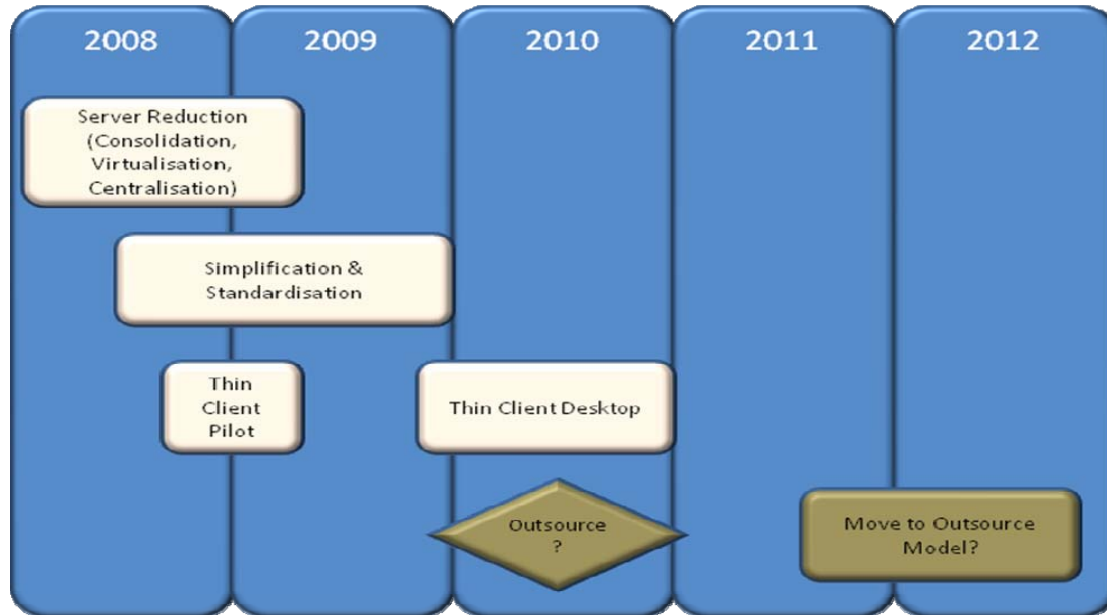 2008
2009
2010
2011
2012
Server Reduction
(Consolidation,
Virtualisation,
Centralisation)
Simplification &
Standardisation
Thin
Client
Pilot
Thin Client Desktop
Outsource
?
Move to Outsource
Model?